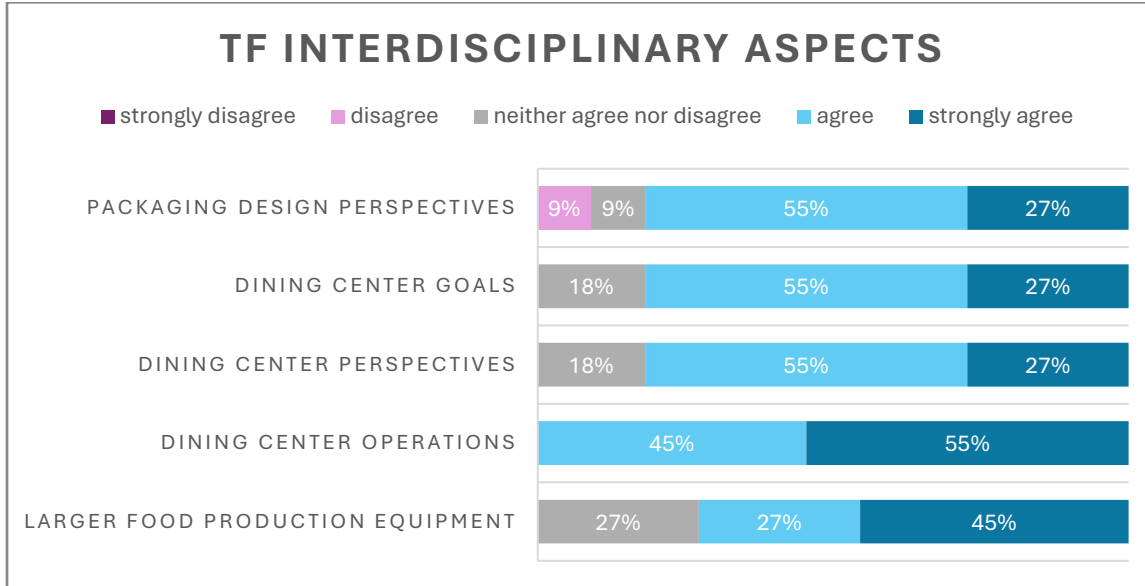 TF INTERDISCIPLINARY ASPECTS
strongly disagree disagree neither agree nor disagree agree strongly agree
PACKAGING DESIGN PERSPECTIVES 9% 9% 55% 27%
DINING CENTER GOALS 18% 55% 27%
DINING CENTER PERSPECTIVES 18% 55% 27%
DINING CENTER OPERATIONS 45% 55%
LARGER FOOD PRODUCTION EQUIPMENT 27% 27% 45%